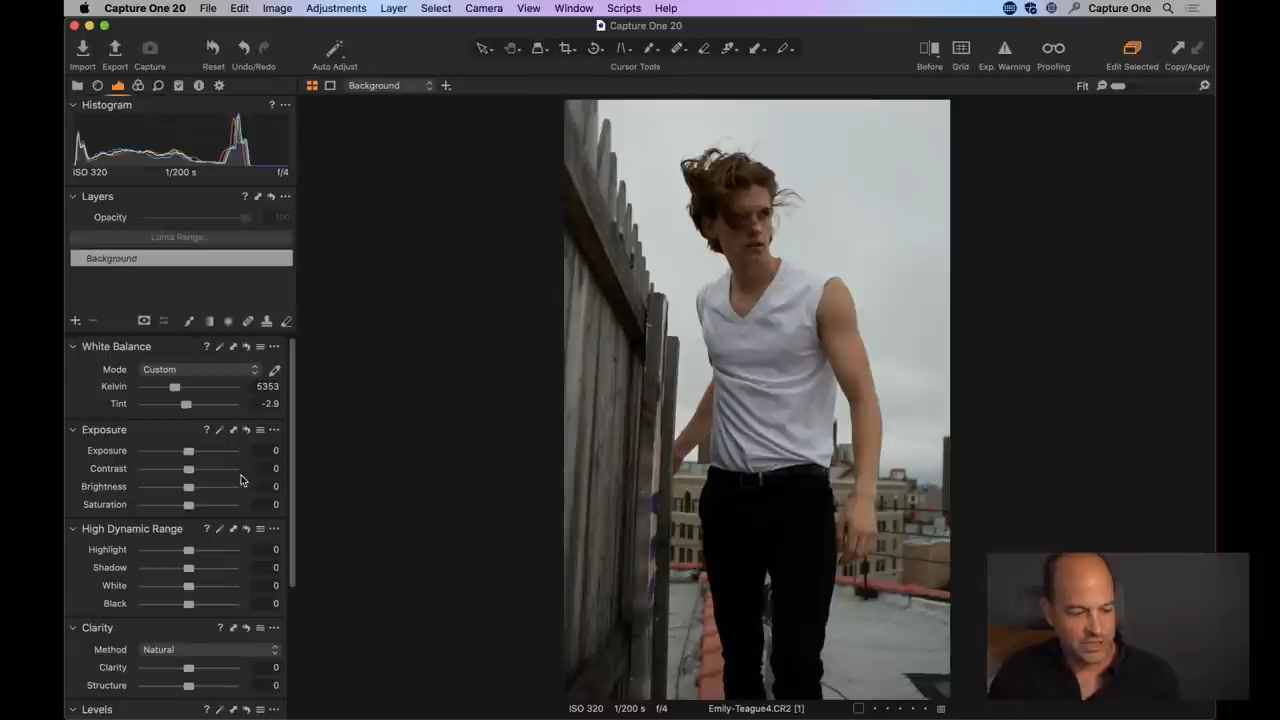 Capture One 20 File Edit Image Adjustments Layer Select Camera View Window Scripts Help Capture One
Capture One 20
Import Export Capture Reset Undo/Redo Auto Adjust Cursor Tools Before Grid Exp. Warning Proofing Edit Selected Copy/Apply
Background Fit
Histogram ?
ISO 320 1/200 s f/4
Layers ?
Opacity 100
Luma Range...
Background
White Balance ?
Mode Custom
Kelvin 5353
Tint -2.9
Exposure ?
Exposure 0
Contrast 0
Brightness 0
Saturation 0
High Dynamic Range ?
Highlight 0
Shadow 0
White 0
Black 0
Clarity ?
Method Natural
Clarity 0
Structure 0
Levels ?
ISO 320 1/200 s f/4 Emily-Teague4.CR2 [1]